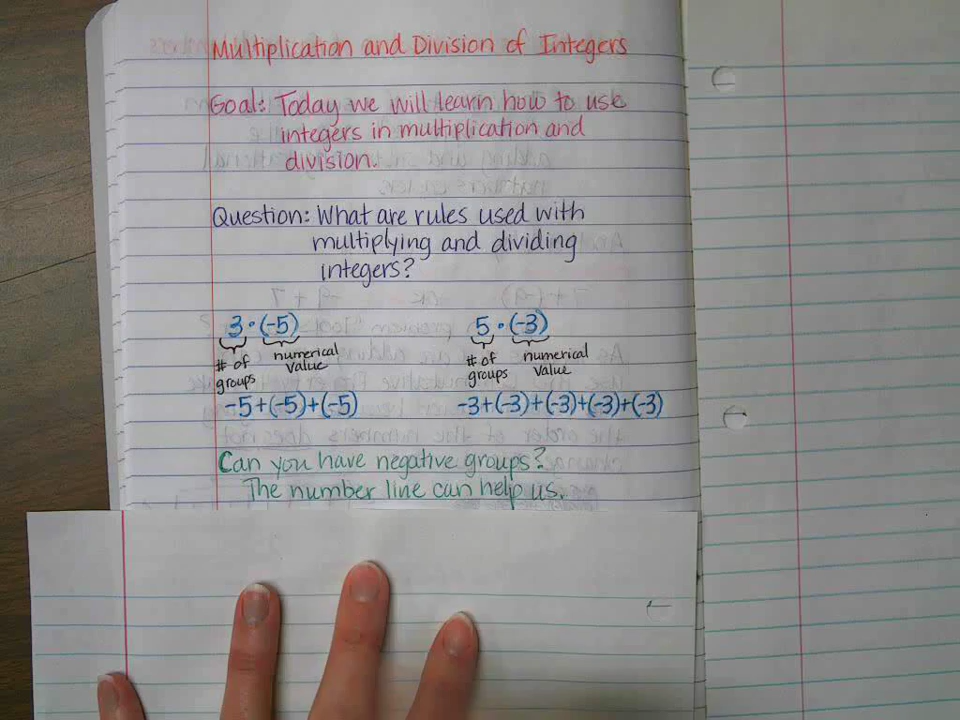 Multiplication and Division of Integers
Goal: Today we will learn how to use
integers in multiplication and
division.
Question: What are rules used with
multiplying and dividing
integers?
3 · (-5) 5 · (-3)
# of groups numerical value # of groups numerical value
-5+(-5)+(-5) -3+(-3)+(-3)+(-3)+(-3)
Can you have negative groups?
The number line can help us.